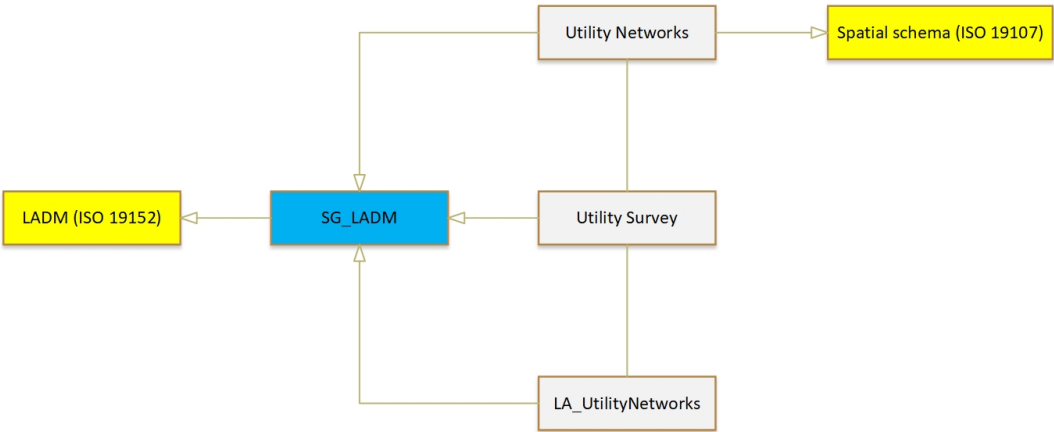 Utility Networks
Spatial schema (ISO 19107)
LADM (ISO 19152)
SG_LADM
Utility Survey
LA_UtilityNetworks